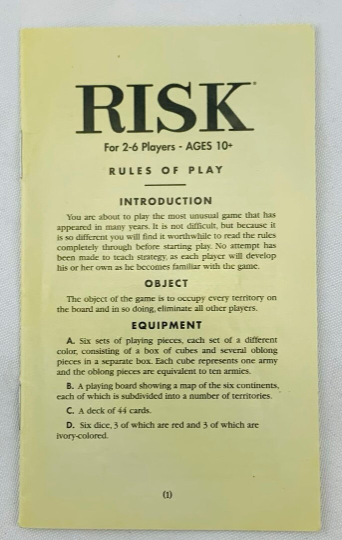 RISK®
For 2-6 Players - AGES 10+
RULES OF PLAY
INTRODUCTION
You are about to play the most unusual game that has
appeared in many years. It is not difficult, but because it
is so different you will find it worthwhile to read the rules
completely through before starting play. No attempt has
been made to teach strategy, as each player will develop
his or her own as he becomes familiar with the game.
OBJECT
The object of the game is to occupy every territory on
the board and in so doing, eliminate all other players.
EQUIPMENT
A. Six sets of playing pieces, each set of a different
color, consisting of a box of cubes and several oblong
pieces in a separate box. Each cube represents one army
and the oblong pieces are equivalent to ten armies.
B. A playing board showing a map of the six continents,
each of which is subdivided into a number of territories.
C. A deck of 44 cards.
D. Six dice, 3 of which are red and 3 of which are
ivory-colored.
(1)